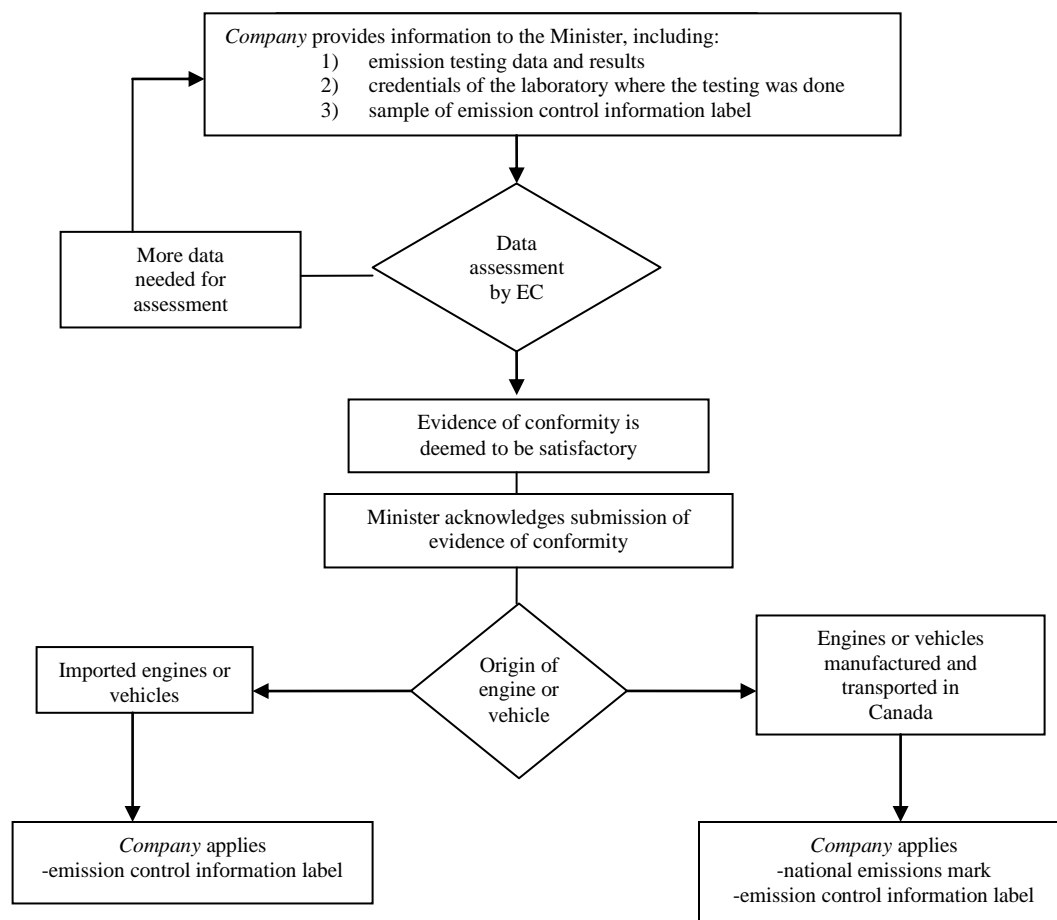 Company provides information to the Minister, including:
1) emission testing data and results
2) credentials of the laboratory where the testing was done
3) sample of emission control information label
More data
needed for
assessment
Data
assessment
by EC
Evidence of conformity is
deemed to be satisfactory
Minister acknowledges submission of
evidence of conformity
Imported engines or
vehicles
Origin of
engine or
vehicle
Engines or vehicles
manufactured and
transported in
Canada
Company applies
-emission control information label
Company applies
-national emissions mark
-emission control information label